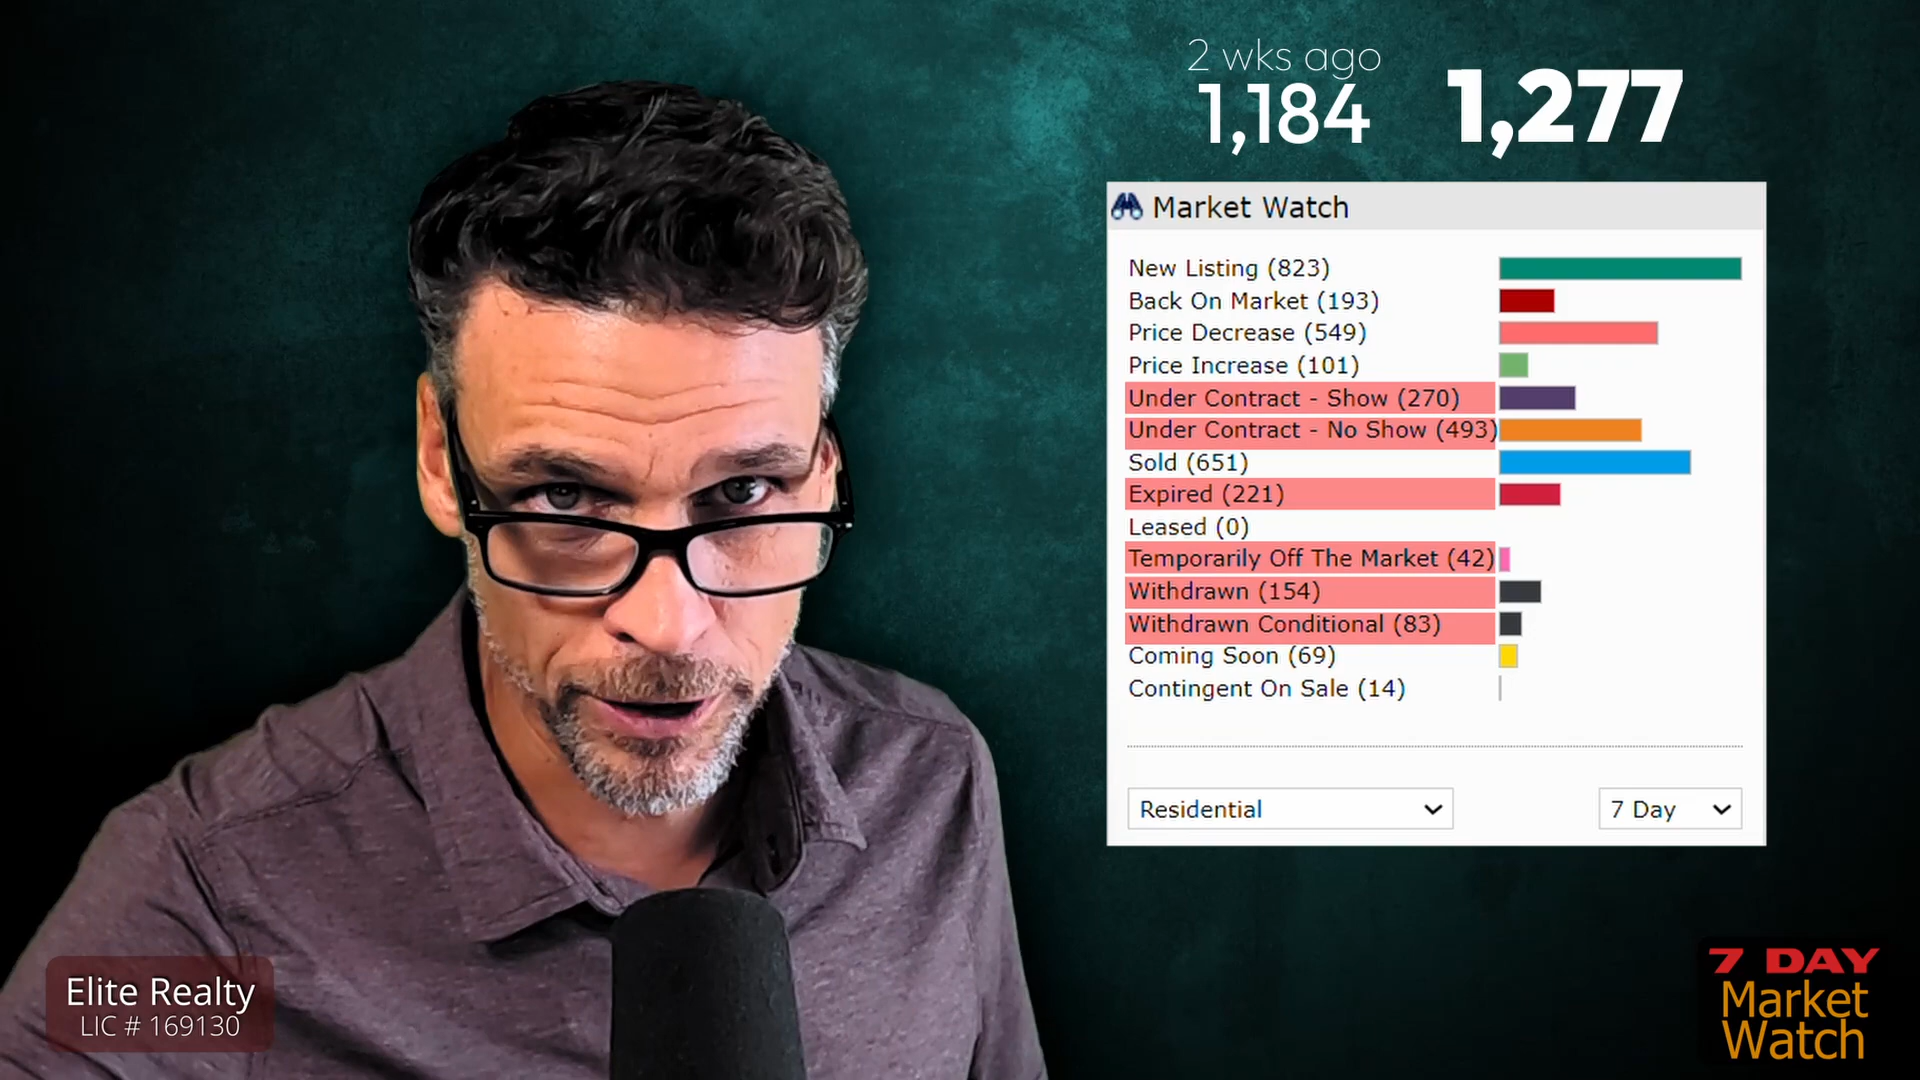 2 wks ago
1,184
1,277
Market Watch
New Listing (823)
Back On Market (193)
Price Decrease (549)
Price Increase (101)
Under Contract - Show (270)
Under Contract - No Show (493)
Sold (651)
Expired (221)
Leased (0)
Temporarily Off The Market (42)
Withdrawn (154)
Withdrawn Conditional (83)
Coming Soon (69)
Contingent On Sale (14)
Residential
7 Day
Elite Realty
LIC # 169130
7 DAY
Market
Watch